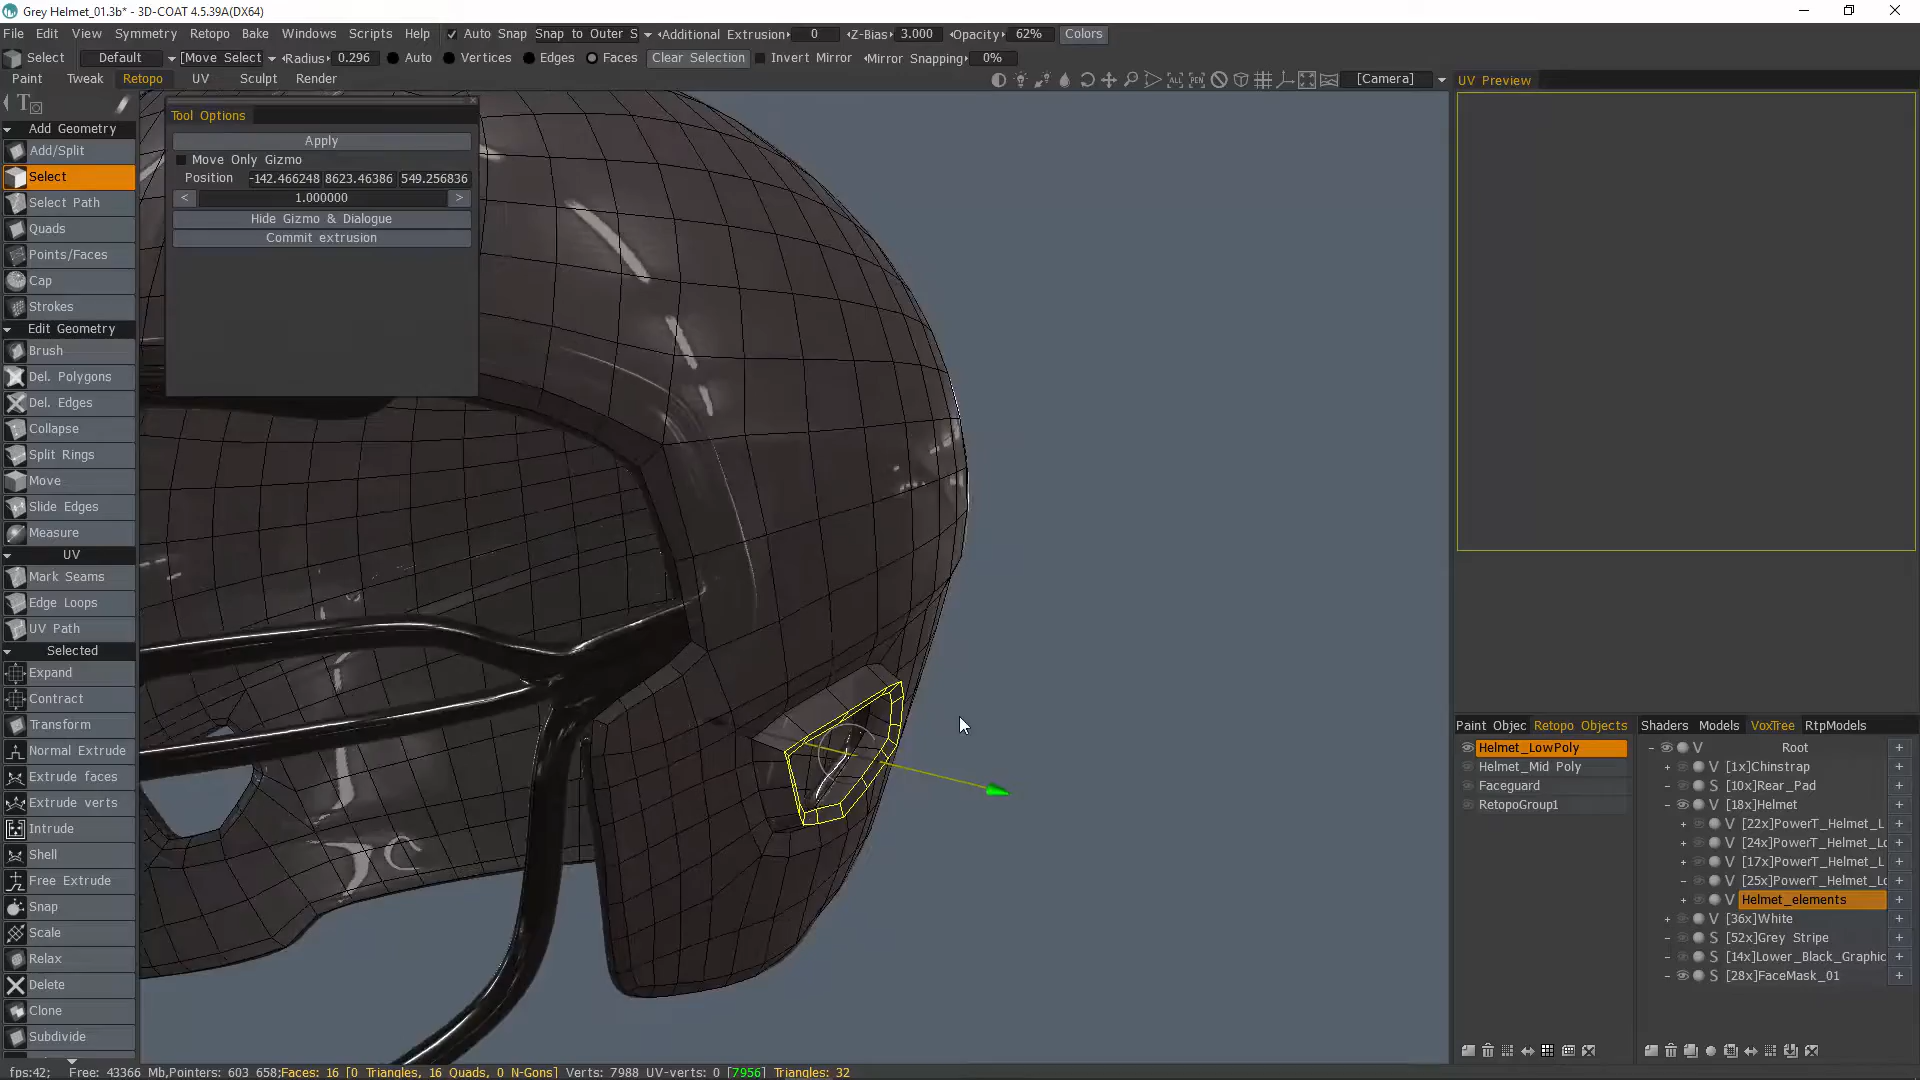 Grey Helmet_01.3b* - 3D-COAT 4.5.39A(DX64)
File Edit View Symmetry Retopo Bake Windows Scripts Help Auto Snap Snap to Outer S Additional Extrusion 0 Z-Bias 3.000 Opacity 62% Colors
Select Default [Move Select Radius 0.296 Auto Vertices Edges Faces Clear Selection Invert Mirror Mirror Snapping 0%
Paint Tweak Retopo UV Sculpt Render ALL PEN [Camera] UV Preview
Tool Options
Apply
Move Only Gizmo
Position -142.466248 8623.46386 549.256836
< 1.000000 >
Hide Gizmo & Dialogue
Commit extrusion
Add Geometry
Add/Split
Select
Select Path
Quads
Points/Faces
Cap
Strokes
Edit Geometry
Brush
Del. Polygons
Del. Edges
Collapse
Split Rings
Move
Slide Edges
Measure
UV
Mark Seams
Edge Loops
UV Path
Selected
Expand
Contract
Transform
Normal Extrude
Extrude faces
Extrude verts
Intrude
Shell
Free Extrude
Snap
Scale
Relax
Delete
Clone
Subdivide
Paint Objec Retopo Objects
Helmet_LowPoly
Helmet_Mid Poly
Faceguard
RetopoGroup1
Shaders Models VoxTree RtpModels
- V Root +
+ V [1x]Chinstrap +
+ V [10x]Rear_Pad +
- V [18x]Helmet +
+ V [22x]PowerT_Helmet_L +
+ V [24x]PowerT_Helmet_Lo +
+ V [17x]PowerT_Helmet_L +
- V [25x]PowerT_Helmet_Lo +
+ V Helmet_elements +
+ V [36x]White +
- S [52x]Grey Stripe +
- S [14x]Lower_Black_Graphic +
- S [28x]FaceMask_01 +
fps:42; Free: 43366 Mb,Pointers: 603 658;Faces: 16 [0 Triangles, 16 Quads, 0 N-Gons] Verts: 7988 UV-verts: 0 [7956] Triangles: 32